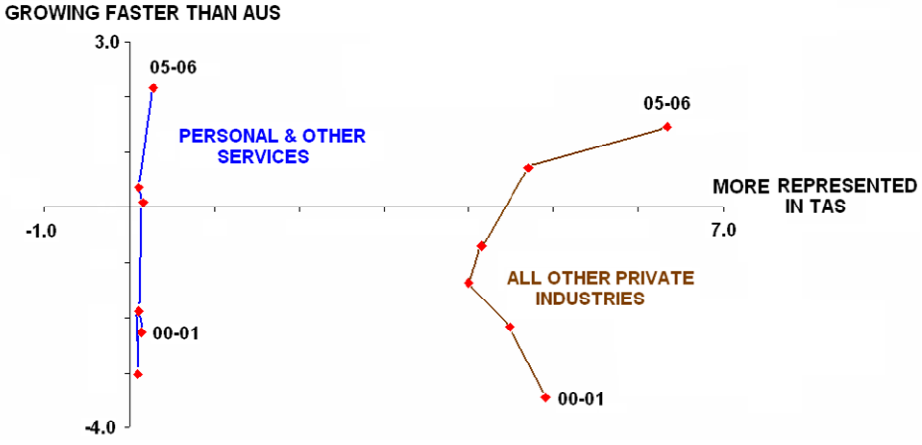 GROWING FASTER THAN AUS
3.0
05-06
05-06
PERSONAL & OTHER
SERVICES
MORE REPRESENTED
IN TAS
-1.0
7.0
ALL OTHER PRIVATE
INDUSTRIES
00-01
00-01
-4.0